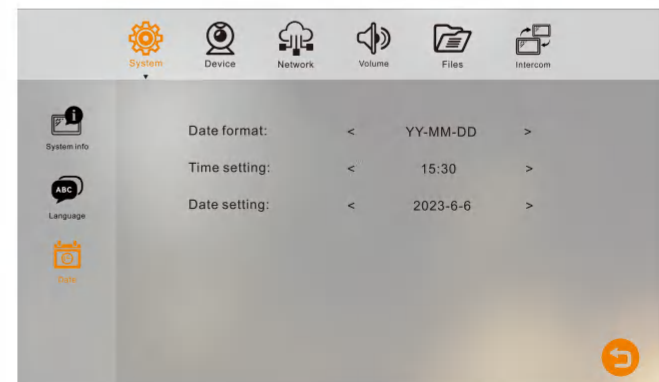 System Device Network Volume Files Intercom
System info
ABC
Language
Date
Date format: < YY-MM-DD >
Time setting: < 15:30 >
Date setting: < 2023-6-6 >